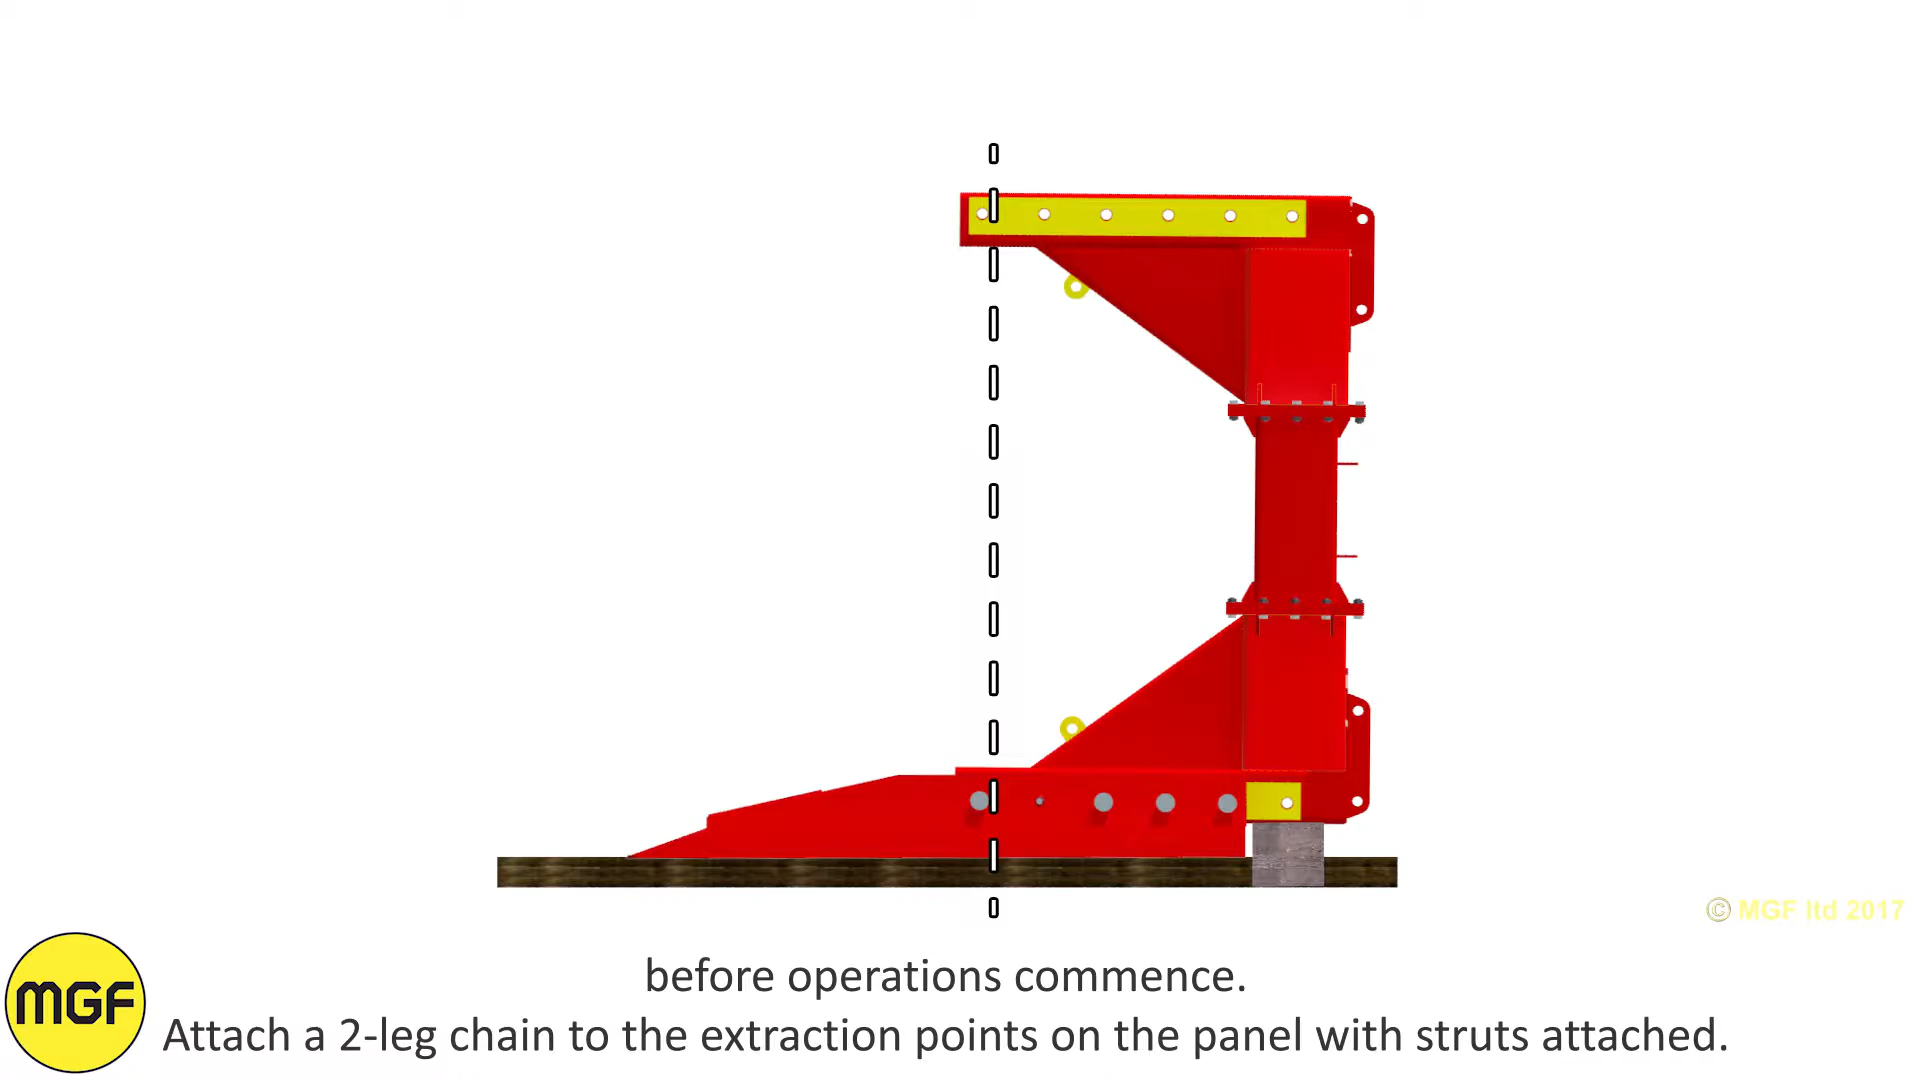 © MGF ltd 2017
before operations commence.
MGF
Attach a 2-leg chain to the extraction points on the panel with struts attached.